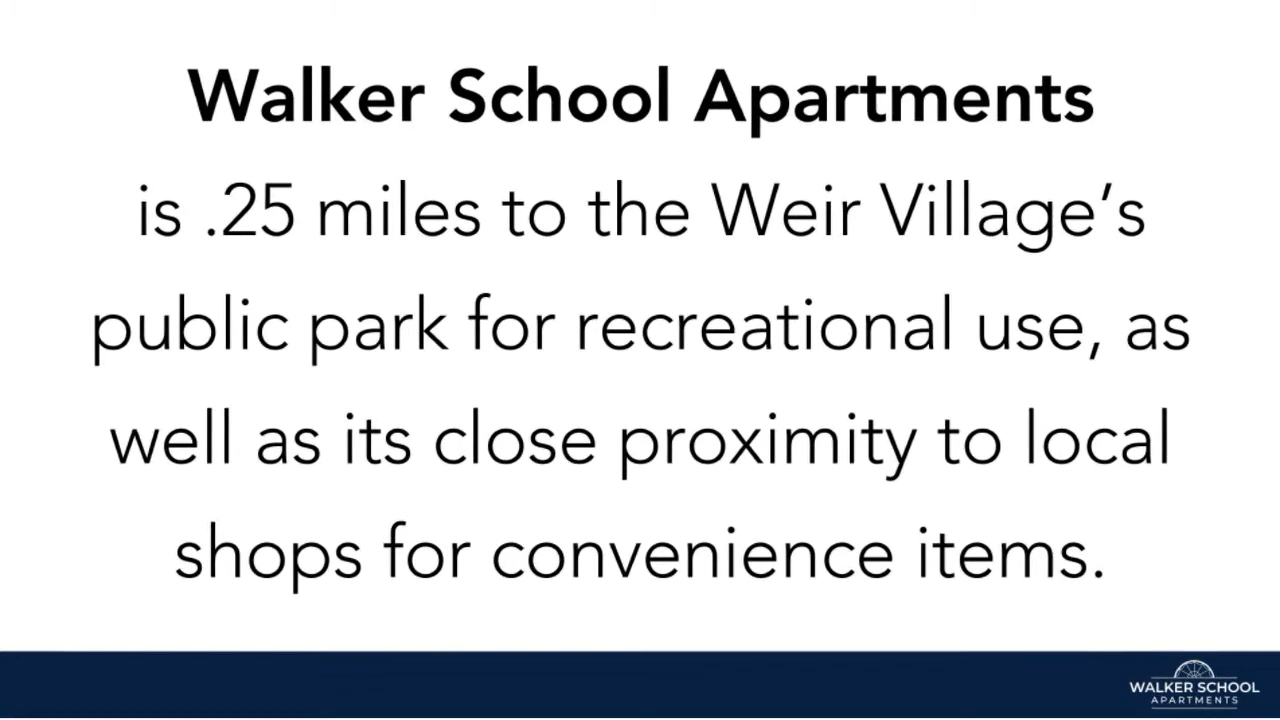 Walker School Apartments
is .25 miles to the Weir Village’s
public park for recreational use, as
well as its close proximity to local
shops for convenience items.
WALKER SCHOOL
APARTMENTS